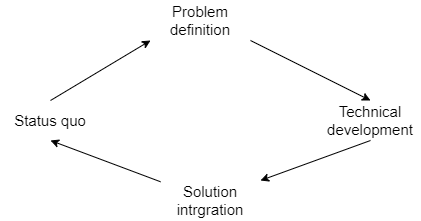 Problem
definition
Technical
development
Status quo
Solution
intrgration